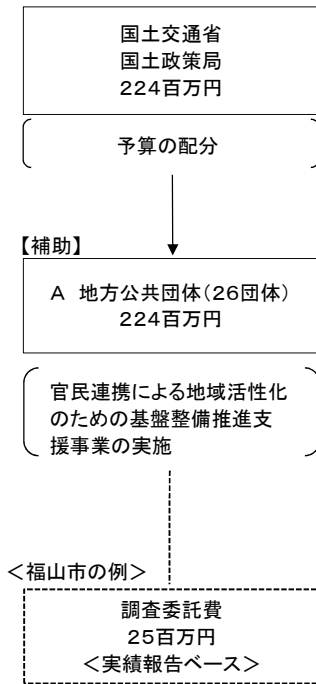 国土交通省
国土政策局
224百万円
予算の配分
【補助】
A 地方公共団体(26団体)
224百万円
官民連携による地域活性化
のための基盤整備推進支
援事業の実施
＜福山市の例＞
調査委託費
25百万円
＜実績報告ベース＞